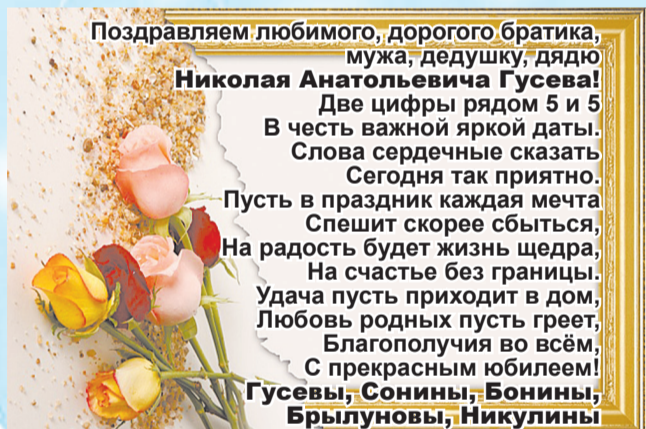 Поздравляем любимого, дорогого братика,
мужа, дедушку, дядю
Николая Анатольевича Гусева!
Две цифры рядом 5 и 5
В честь важной яркой даты.
Слова сердечные сказать
Сегодня так приятно.
Пусть в праздник каждая мечта
Спешит скорее сбыться,
На радость будет жизнь щедра,
На счастье без границы.
Удача пусть приходит в дом,
Любовь родных пусть греет,
Благополучия во всём,
С прекрасным юбилеем!
Гусевы, Сонины, Бонины,
Брылуновы, Никулины